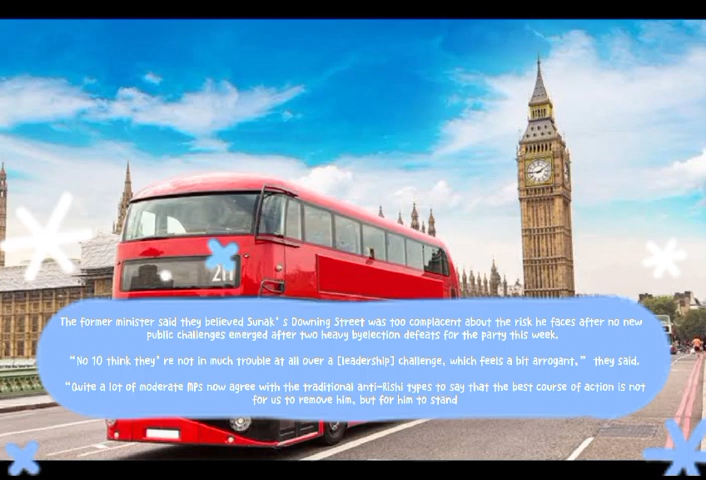 The former minister said they believed Sunak's Downing Street was too complacent about the risk he faces after no new
public challenges emerged after two heavy byelection defeats for the party this week.
"No 10 think they're not in much trouble at all over a [leadership] challenge, which feels a bit arrogant," they said.
"Quite a lot of moderate MPs now agree with the traditional anti-Rishi types to say that the best course of action is not
for us to remove him, but for him to stand